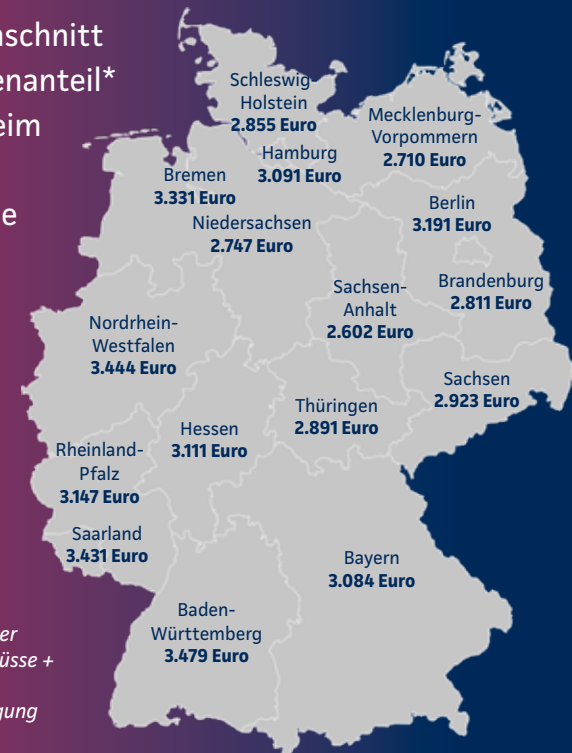 nschnitt
enanteil*
eim
e
Schleswig-
Holstein
2.855 Euro
Mecklenburg-
Vorpommern
2.710 Euro
Hamburg
3.091 Euro
Bremen
3.331 Euro
Niedersachsen
2.747 Euro
Berlin
3.191 Euro
Brandenburg
2.811 Euro
Sachsen-
Anhalt
2.602 Euro
Nordrhein-
Westfalen
3.444 Euro
Sachsen
2.923 Euro
Thüringen
2.891 Euro
Hessen
3.111 Euro
Rheinland-
Pfalz
3.147 Euro
Saarland
3.431 Euro
Bayern
3.084 Euro
Baden-
Württemberg
3.479 Euro
er
üsse +
gung